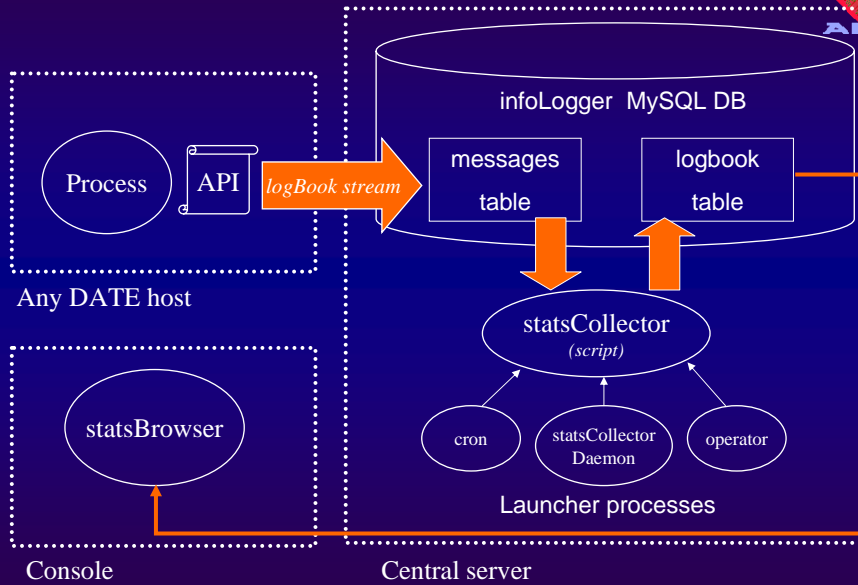 infoLogger MySQL DB
Process
API
logBook stream
messages
table
logbook
table
Any DATE host
statsCollector
(script)
statsBrowser
cron
statsCollector
Daemon
operator
Launcher processes
Console
Central server